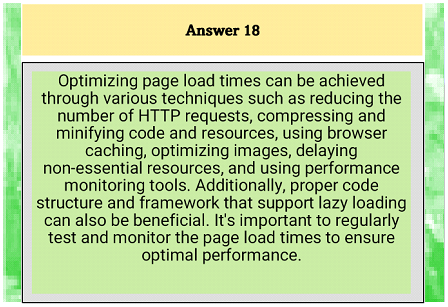 Answer 18
Optimizing page load times can be achieved
through various techniques such as reducing the
number of HTTP requests, compressing and
minifying code and resources, using browser
caching, optimizing images, delaying
non-essential resources, and using performance
monitoring tools. Additionally, proper code
structure and framework that support lazy loading
can also be beneficial. It's important to regularly
test and monitor the page load times to ensure
optimal performance.